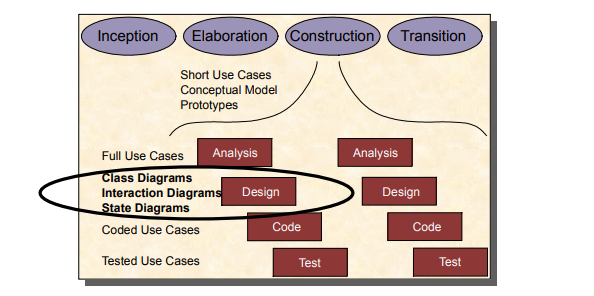 Inception Elaboration Construction Transition
Short Use Cases
Conceptual Model
Prototypes
Full Use Cases Analysis Analysis
Class Diagrams
Interaction Diagrams Design Design
State Diagrams
Coded Use Cases Code Code
Tested Use Cases Test Test